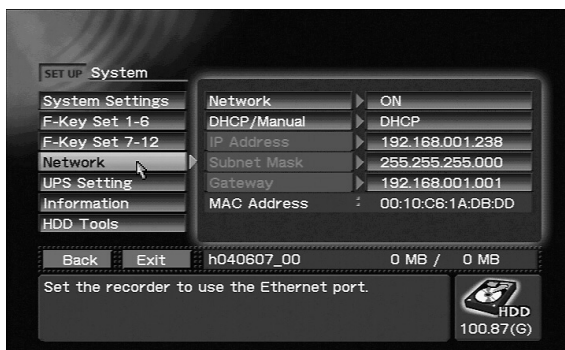 SET UP System
System Settings
F-Key Set 1-6
F-Key Set 7-12
Network
UPS Setting
Information
HDD Tools
Network ON
DHCP/Manual DHCP
IP Address 192.168.001.238
Subnet Mask 255.255.255.000
Gateway 192.168.001.001
MAC Address : 00:10:C6:1A:DB:DD
Back Exit h040607_00 0 MB / 0 MB
Set the recorder to use the Ethernet port.
HDD
100.87(G)